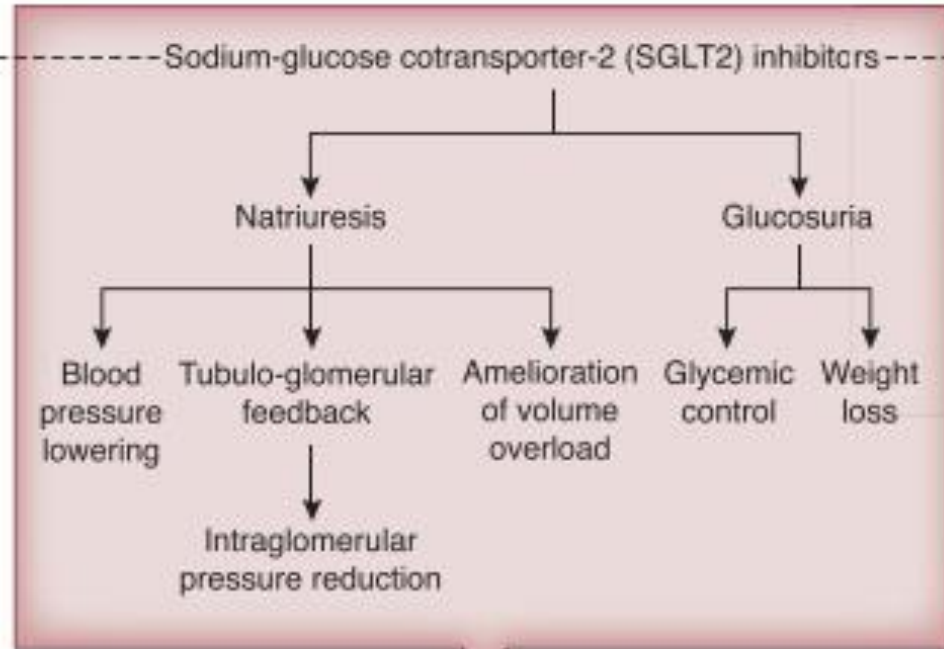 Sodium-glucose cotransporter-2 (SGLT2) inhibitors
Natriuresis
Glucosuria
Blood
pressure
lowering
Tubulo-glomerular
feedback
Amelioration
of volume
overload
Glycemic
control
Weight
loss
Intraglomerular
pressure reduction